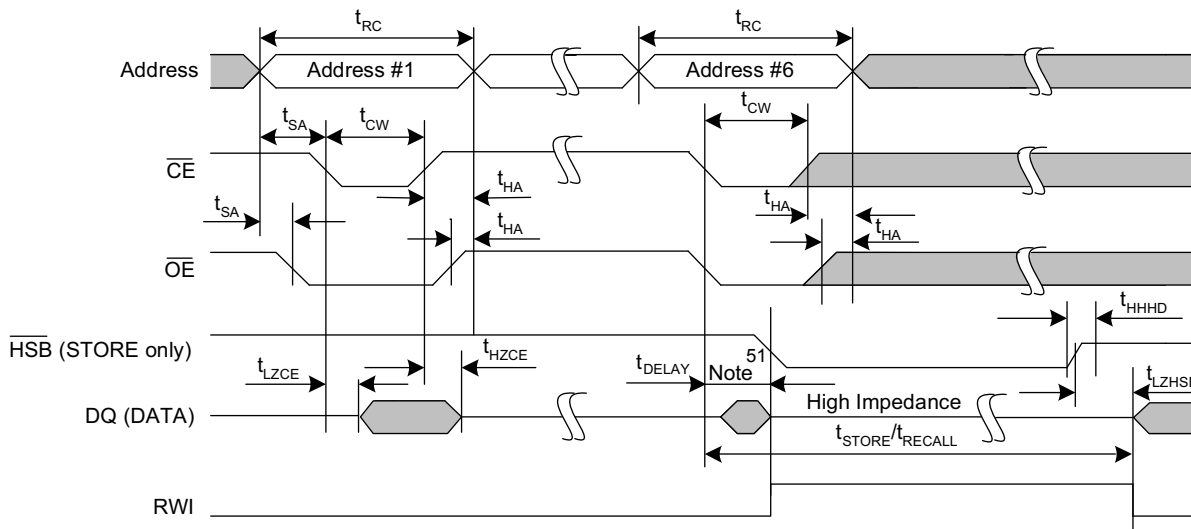 tRC tRC
Address Address #1 Address #6
tCW
tSA tCW
CE
tHA tHA
tSA
tHA tHA
OE
tHHHD
HSB (STORE only)
51
tLZCE tHZCE tDELAY Note
DQ (DATA) High Impedance
tSTORE/tRECALL
RWI